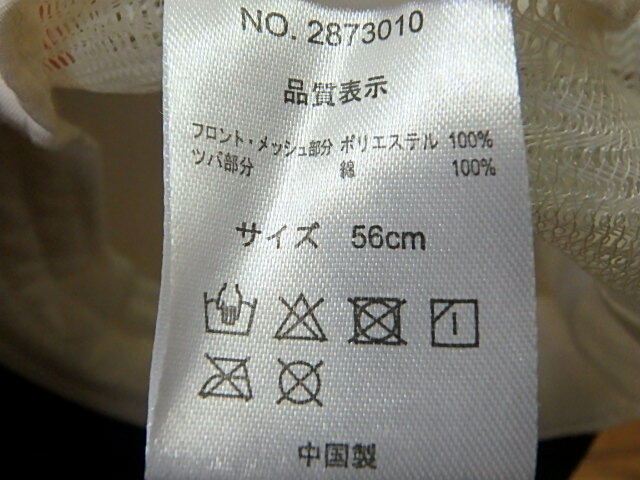 NO. 2873010
品質表示
フロント・メッシュ部分 ポリエステル 100%
ツバ部分 綿 100%
サイズ 56cm
中国製